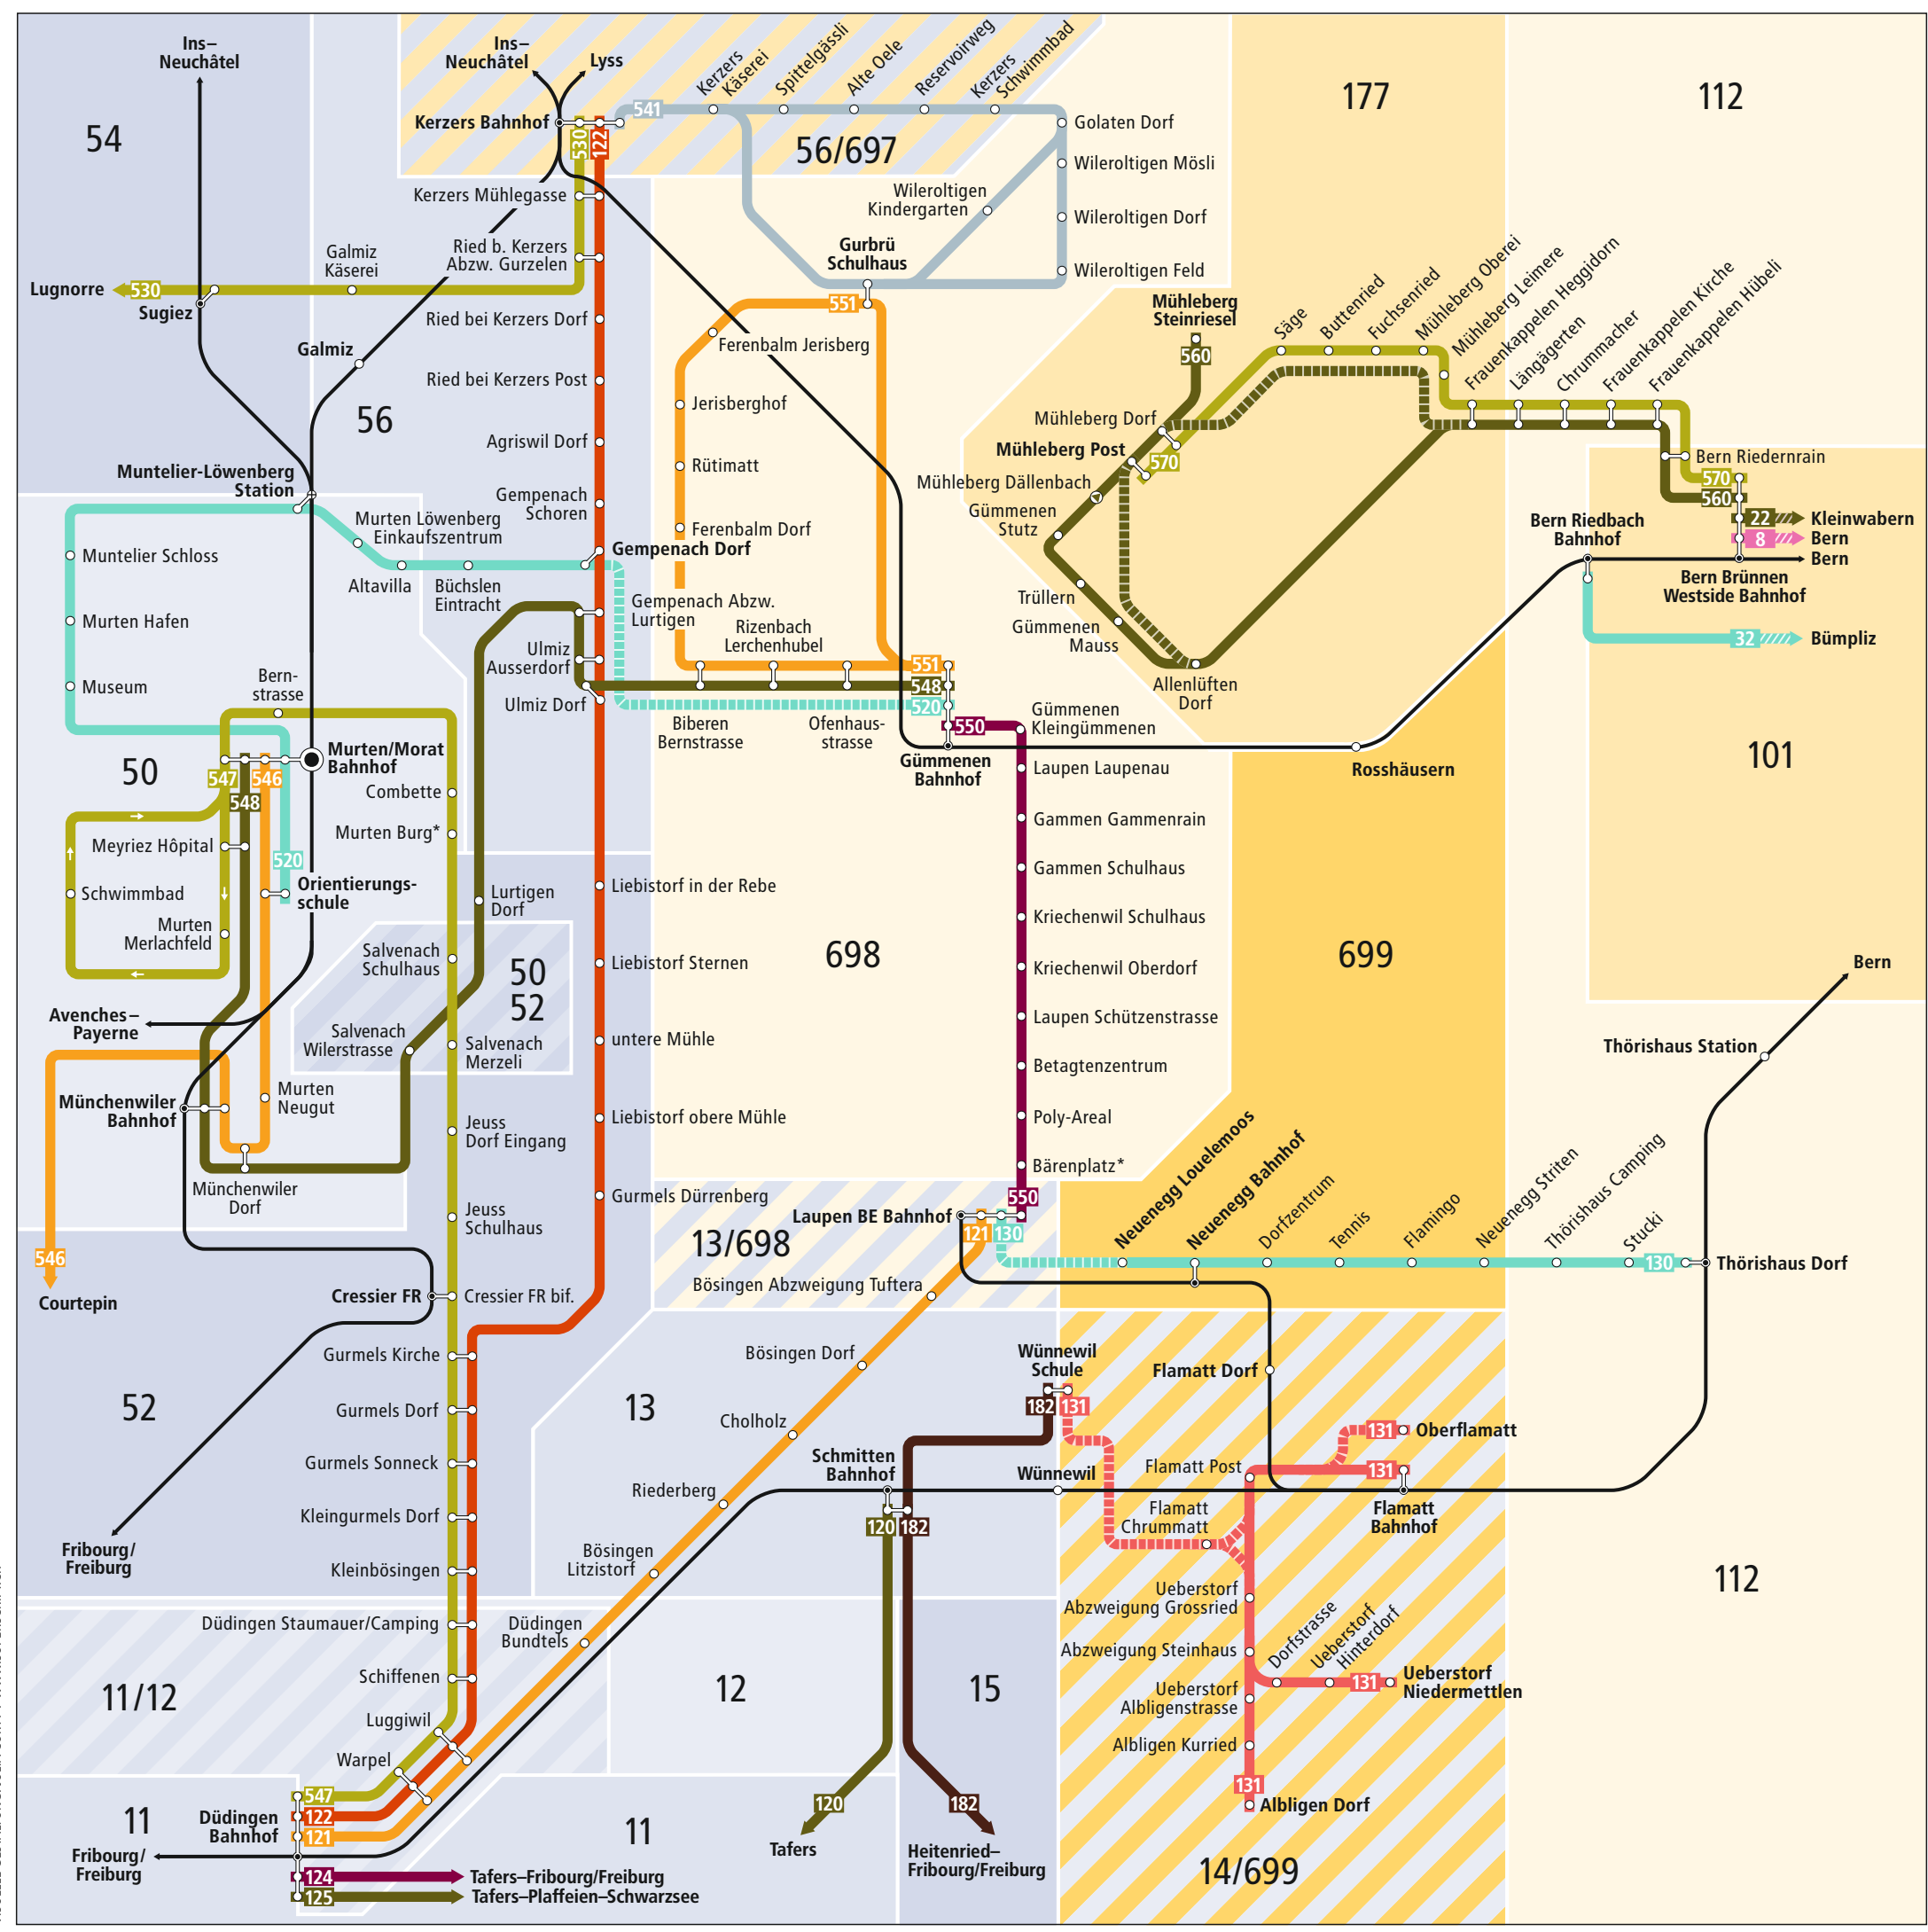 Ins–
Neuchâtel
54
Ins–
Neuchâtel
Lyss
Kerzers Bahnhof
530
122
541
Kerzers
Käserei
Spittelgässli
Alte Oele
Reservoirweg
Kerzers
Schwimmbad
56/697
177
112
Golaten Dorf
Wileroltigen Mösli
Wileroltigen
Kindergarten
Wileroltigen Dorf
Wileroltigen Feld
Gurbrü
Schulhaus
Kerzers Mühlegasse
Ried b. Kerzers
Abzw. Gurzelen
Galmiz
Käserei
Lugnorre
530
Sugiez
Galmiz
56
Ried bei Kerzers Dorf
Ried bei Kerzers Post
Agriswil Dorf
Gempenach
Schoren
Gempenach Dorf
551
Ferenbalm Jerisberg
Jerisberghof
Rütimatt
Ferenbalm Dorf
Mühleberg
Steinriesel
560
Säge
Buttenried
Fuchsenried
Mühleberg Oberei
Mühleberg Leimere
Frauenkappelen Heggidorn
Längägerten
Chrummacher
Frauenkappelen Kirche
Frauenkappelen Hübeli
Mühleberg Dorf
Mühleberg Post
570
Mühleberg Dällenbach
Gümmenen
Stutz
Trüllern
Gümmenen
Mauss
Allenlüften
Dorf
Bern Riedernrain
570
560
22
Kleinwabern
8
Bern
Bern
Bern Riedbach
Bahnhof
Bern Brünnen
Westside Bahnhof
32
Bümpliz
101
Muntelier-Löwenberg
Station
Murten Löwenberg
Einkaufszentrum
Altavilla
Büchslen
Eintracht
Muntelier Schloss
Murten Hafen
Museum
Bern-
strasse
Gempenach Abzw.
Lurtigen
Ulmiz
Ausserdorf
Ulmiz Dorf
Rizenbach
Lerchenhubel
Biberen
Bernstrasse
Ofenhaus-
strasse
551
548
520
550
Gümmenen
Bahnhof
Gümmenen
Kleingümmenen
Rosshäusern
50
Murten/Morat
Bahnhof
547
546
548
520
Meyriez Hôpital
Schwimmbad
Murten
Merlachfeld
Orientierungs-
schule
Combette
Murten Burg*
Lurtigen
Dorf
Salvenach
Schulhaus
50
52
Salvenach
Wilerstrasse
Salvenach
Merzeli
Avenches–
Payerne
Münchenwiler
Bahnhof
Murten
Neugut
Münchenwiler
Dorf
546
Courtepin
Jeuss
Dorf Eingang
Jeuss
Schulhaus
Cressier FR
Cressier FR bif.
Liebistorf in der Rebe
Liebistorf Sternen
untere Mühle
Liebistorf obere Mühle
Gurmels Dürrenberg
698
699
Laupen Laupenau
Gammen Gammenrain
Gammen Schulhaus
Kriechenwil Schulhaus
Kriechenwil Oberdorf
Laupen Schützenstrasse
Betagtenzentrum
Poly-Areal
Bärenplatz*
550
Laupen BE Bahnhof
121
130
13/698
Neuenegg Louelemoos
Neuenegg Bahnhof
Dorfzentrum
Tennis
Flamingo
Neuenegg Striten
Thörishaus Camping
Stucki
130
Thörishaus Dorf
Thörishaus Station
Bern
Gurmels Kirche
Gurmels Dorf
Gurmels Sonneck
Kleingurmels Dorf
Kleinbösingen
52
Fribourg/
Freiburg
Bösingen Abzweigung Tuftera
Bösingen Dorf
Cholholz
Riederberg
Bösingen
Litzistorf
13
Schmitten
Bahnhof
Wünnewil
Schule
182
131
Wünnewil
Flamatt Dorf
131
Oberflamatt
Flamatt Post
131
Flamatt
Bahnhof
Flamatt
Chrummatt
120
182
Düdingen Staumauer/Camping
Düdingen
Bundtels
Schiffenen
Luggiwil
Warpel
11/12
12
15
Ueberstorf
Abzweigung Grossried
Abzweigung Steinhaus
Dorfstrasse
Ueberstorf
Hinterdorf
131
Ueberstorf
Niedermettlen
Ueberstorf
Albligenstrasse
Albligen Kurried
131
Albligen Dorf
112
14/699
11
Düdingen
Bahnhof
547
122
121
Fribourg/
Freiburg
124
Tafers–Fribourg/Freiburg
125
Tafers–Plaffeien–Schwarzsee
11
120
Tafers
182
Heitenried–
Fribourg/Freiburg